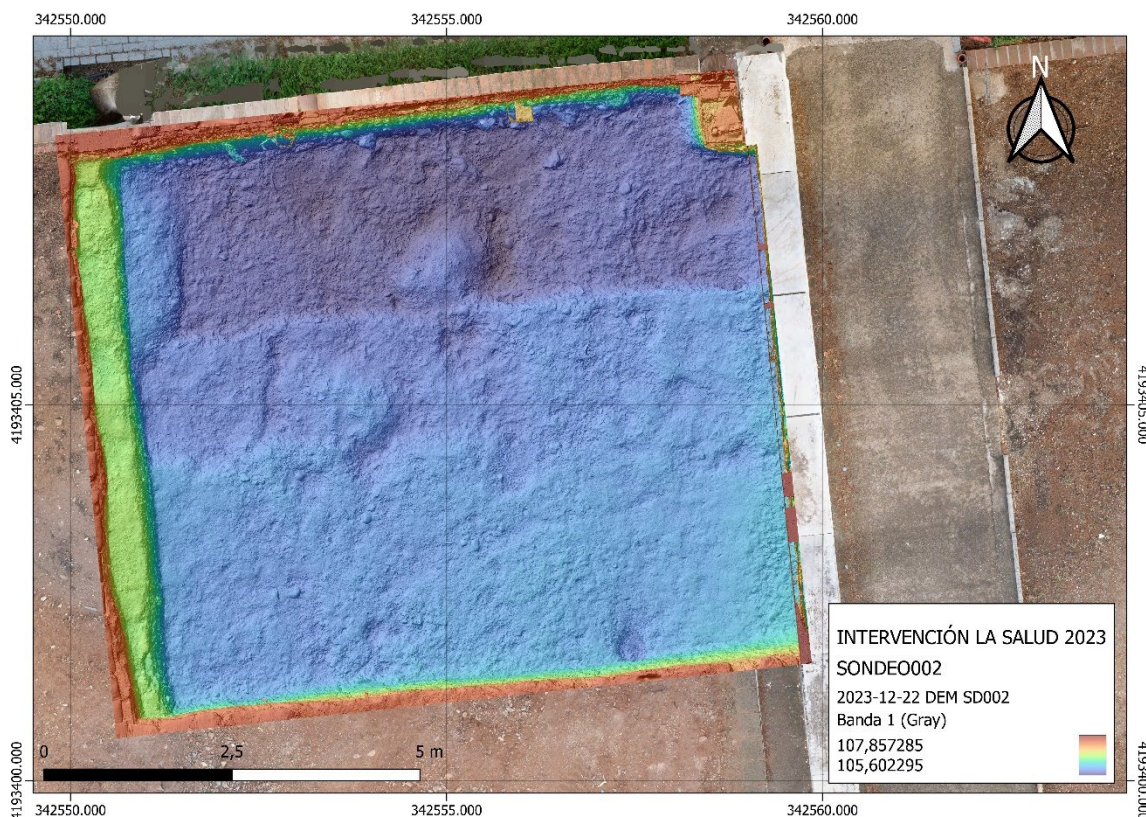 342550.000
342555.000
342560.000
N
4193405.000
4193405.000
INTERVENCIÓN LA SALUD 2023
SONDEO002
2023-12-22 DEM SD002
Banda 1 (Gray)
107,857285
105,602295
0
2,5
5 m
4193400.000
4193400.000
342550.000
342555.000
342560.000